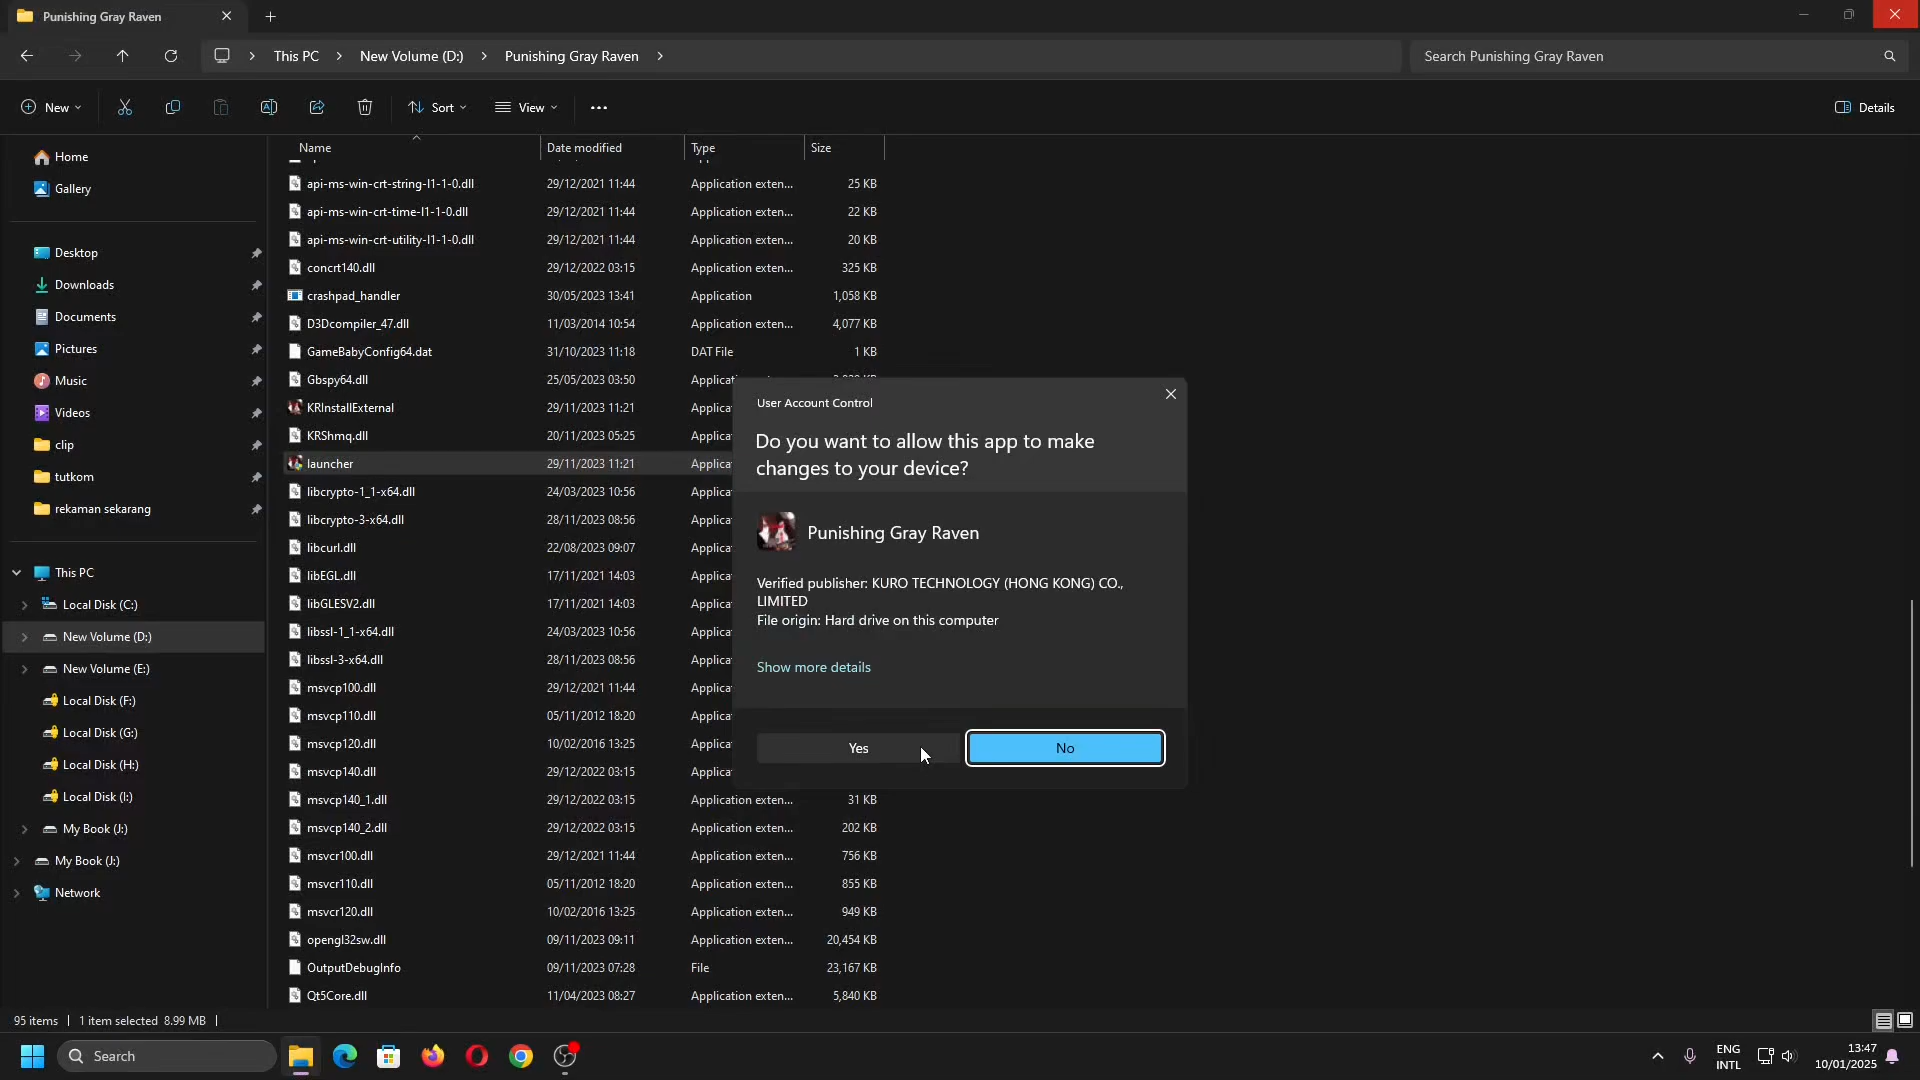 Punishing Gray Raven
This PC
New Volume (D:)
Punishing Gray Raven
Search Punishing Gray Raven
New
Sort
View
Details
Name
Date modified
Type
Size
Home
Gallery
Desktop
Downloads
Documents
Pictures
Music
Videos
clip
tutkom
rekaman sekarang
This PC
Local Disk (C:)
New Volume (D:)
New Volume (E:)
Local Disk (F:)
Local Disk (G:)
Local Disk (H:)
Local Disk (I:)
My Book (J:)
My Book (J:)
Network
api-ms-win-crt-string-l1-1-0.dll 29/12/2021 11:44 Application exten... 25 KB
api-ms-win-crt-time-l1-1-0.dll 29/12/2021 11:44 Application exten... 22 KB
api-ms-win-crt-utility-l1-1-0.dll 29/12/2021 11:44 Application exten... 20 KB
concrt140.dll 29/12/2022 03:15 Application exten... 325 KB
crashpad_handler 30/05/2023 13:41 Application 1,058 KB
D3Dcompiler_47.dll 11/03/2014 10:54 Application exten... 4,077 KB
GameBabyConfig64.dat 31/10/2023 11:18 DAT File 1 KB
Gbspy64.dll 25/05/2023 03:50
KRInstallExternal 29/11/2023 11:21
KRShmq.dll 20/11/2023 05:25
launcher 29/11/2023 11:21
libcrypto-1_1-x64.dll 24/03/2023 10:56
libcrypto-3-x64.dll 28/11/2023 08:56
libcurl.dll 22/08/2023 09:07
libEGL.dll 17/11/2021 14:03
libGLESV2.dll 17/11/2021 14:03
libssl-1_1-x64.dll 24/03/2023 10:56
libssl-3-x64.dll 28/11/2023 08:56
msvcp100.dll 29/12/2021 11:44
msvcp110.dll 05/11/2012 18:20
msvcp120.dll 10/02/2016 13:25
msvcp140.dll 29/12/2022 03:15
msvcp140_1.dll 29/12/2022 03:15 Application exten... 31 KB
msvcp140_2.dll 29/12/2022 03:15 Application exten... 202 KB
msvcr100.dll 29/12/2021 11:44 Application exten... 756 KB
msvcr110.dll 05/11/2012 18:20 Application exten... 855 KB
msvcr120.dll 10/02/2016 13:25 Application exten... 949 KB
opengl32sw.dll 09/11/2023 09:11 Application exten... 20,454 KB
OutputDebugInfo 09/11/2023 07:28 File 23,167 KB
Qt5Core.dll 11/04/2023 08:27 Application exten... 5,840 KB
User Account Control
Do you want to allow this app to make
changes to your device?
Punishing Gray Raven
Verified publisher: KURO TECHNOLOGY (HONG KONG) CO.,
LIMITED
File origin: Hard drive on this computer
Show more details
Yes
No
95 items
1 item selected 8.99 MB
Search
ENG
INTL
13:47
10/01/2025